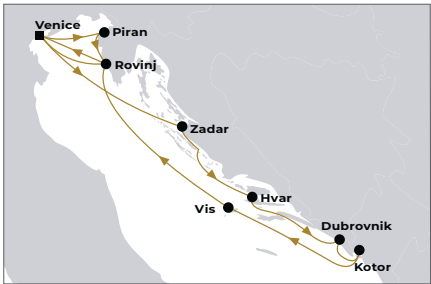 Venice
Piran
Rovinj
Zadar
Hvar
Vis
Dubrovnik
Kotor